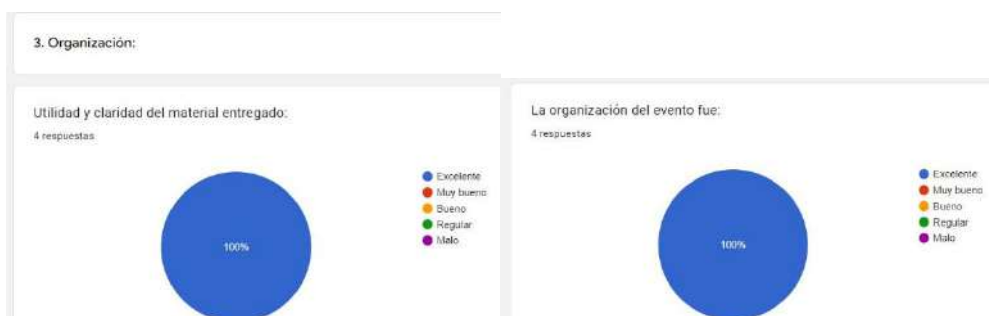 3. Organización:
Utilidad y claridad del material entregado:
4 respuestas
Excelente
Muy bueno
Bueno
Regular
Malo
100%
La organización del evento fue:
4 respuestas
Excelente
Muy bueno
Bueno
Regular
Malo
100%